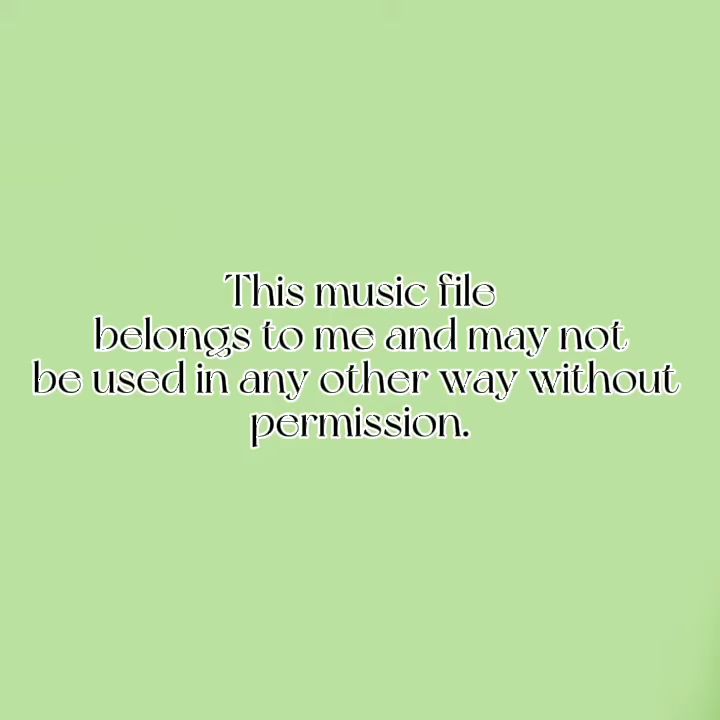 This music file
belongs to me and may not
be used in any other way without
permission.